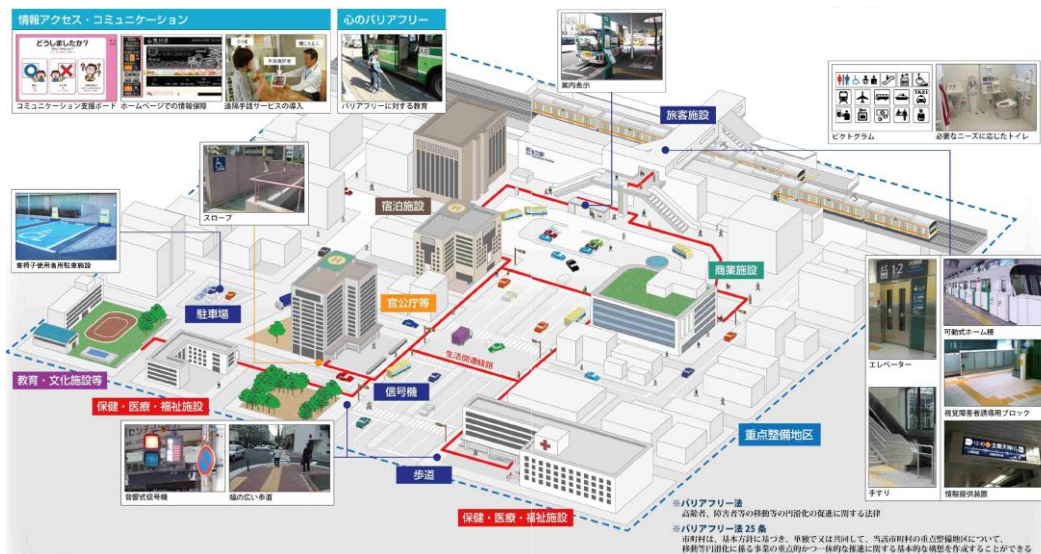 情報アクセス・コミュニケーション
心のバリアフリー
どうしましたか?
コミュニケーション支援ボード
ホームページでの情報保障
遠隔手話サービスの導入
バリアフリーに対する教育
案内表示
旅客施設
ピクトグラム
必要なニーズに応じたトイレ
スロープ
宿泊施設
車椅子使用者用駐車施設
商業施設
駐車場
官公庁等
1·2
エレベーター
可動式ホーム柵
生活関連経路
教育・文化施設等
信号機
保健・医療・福祉施設
視覚障害者誘導用ブロック
重点整備地区
音響式信号機
幅の広い歩道
歩道
手すり
情報提供装置
保健・医療・福祉施設
※バリアフリー法
高齢者、障害者等の移動等の円滑化の促進に関する法律
※バリアフリー法 25 条
市町村は、基本方針に基づき、単独で又は共同して、当該市町村の重点整備地区について、
移動等円滑化に係る事業の重点的かつ一体的な推進に関する基本的な構想を作成することができる